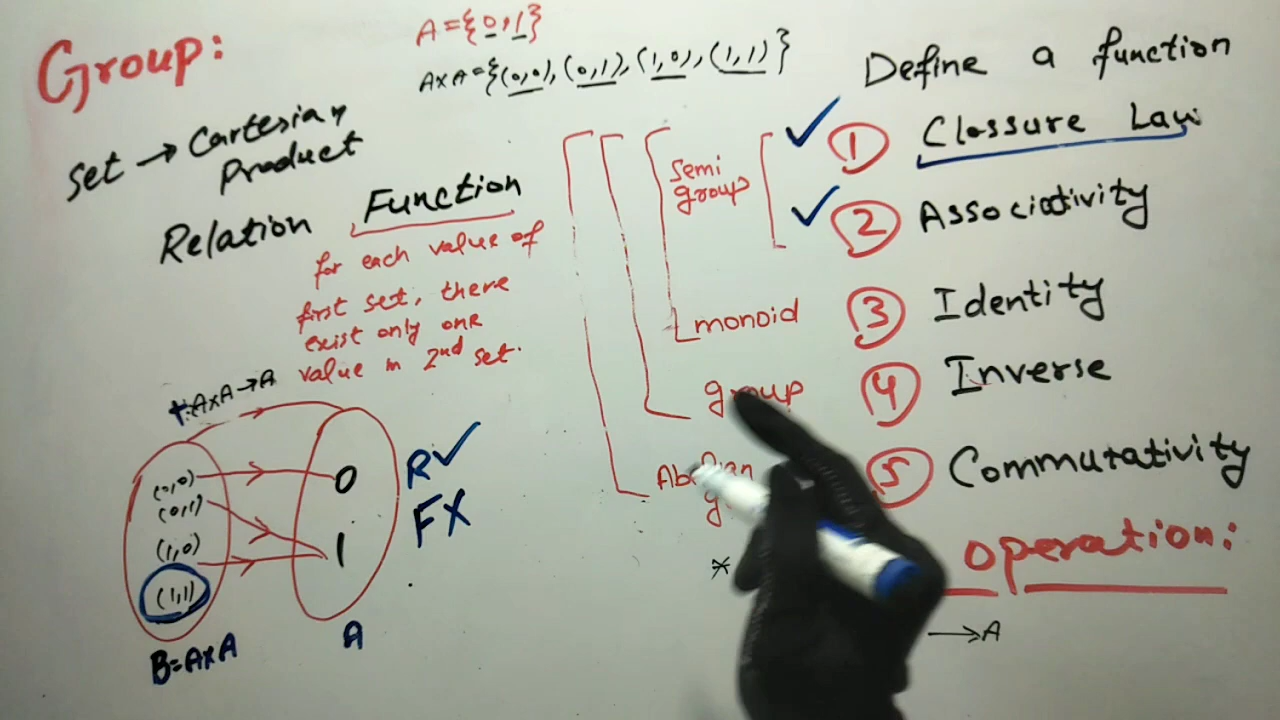 Group:
A = {0,1}
A×A = {(0,0), (0,1), (1,0), (1,1)}
Set → Cartesian
Product
Relation
Function
for each value of
first set, there
exist only one
value in 2nd set.
+: A×A → A
(0,0)
(0,1)
(1,0)
(1,1)
0
1
B = A×A
A
R ✓
F X
semi
group
monoid
group
Define a function
✓ 1 Classure Law
✓ 2 Associativity
3 Identity
4 Inverse
5 Commutativity
operation:
*
→ A